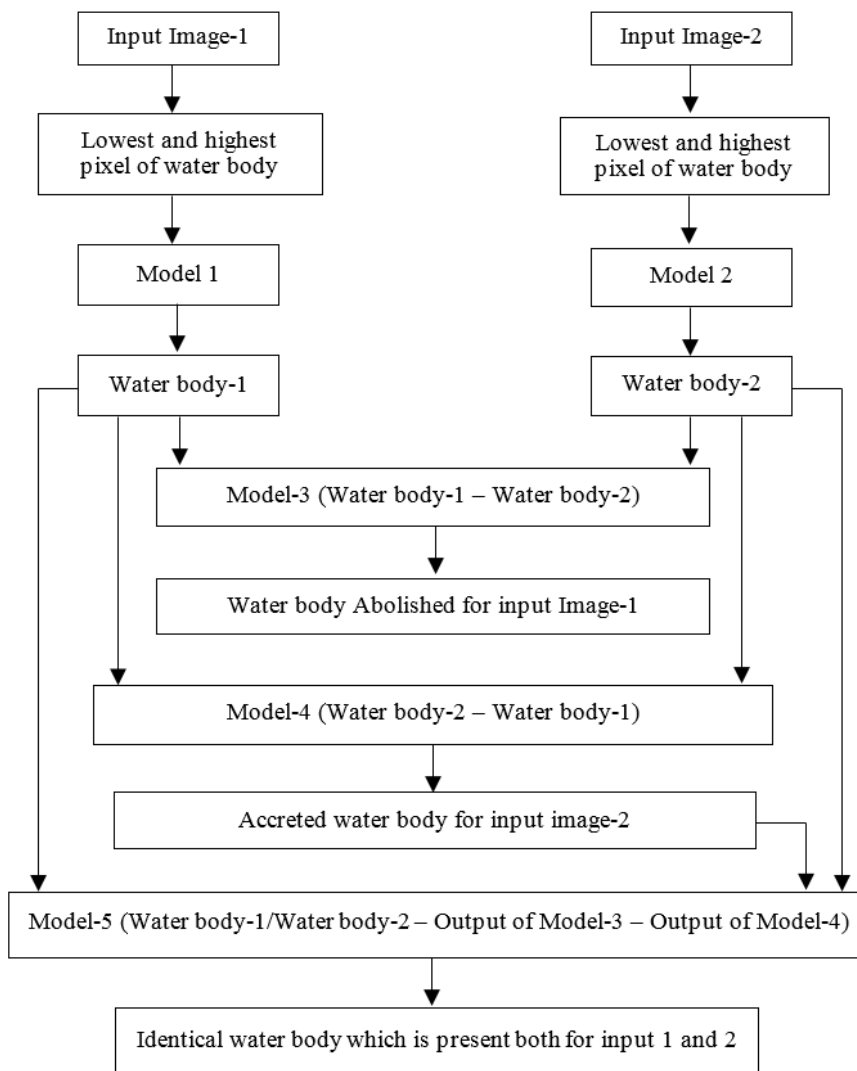 Input Image-1
Input Image-2
Lowest and highest
pixel of water body
Lowest and highest
pixel of water body
Model 1
Model 2
Water body-1
Water body-2
Model-3 (Water body-1 – Water body-2)
Water body Abolished for input Image-1
Model-4 (Water body-2 – Water body-1)
Accreted water body for input image-2
Model-5 (Water body-1/Water body-2 – Output of Model-3 – Output of Model-4)
Identical water body which is present both for input 1 and 2